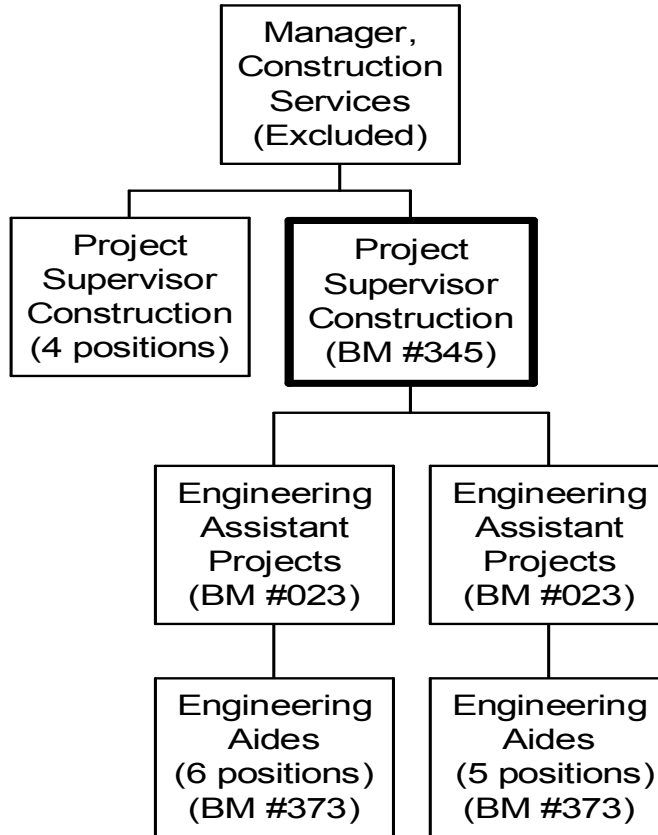 Manager,
Construction
Services
(Excluded)
Project
Supervisor
Construction
(4 positions)
Project
Supervisor
Construction
(BM #345)
Engineering
Assistant
Projects
(BM #023)
Engineering
Assistant
Projects
(BM #023)
Engineering
Aides
(6 positions)
(BM #373)
Engineering
Aides
(5 positions)
(BM #373)